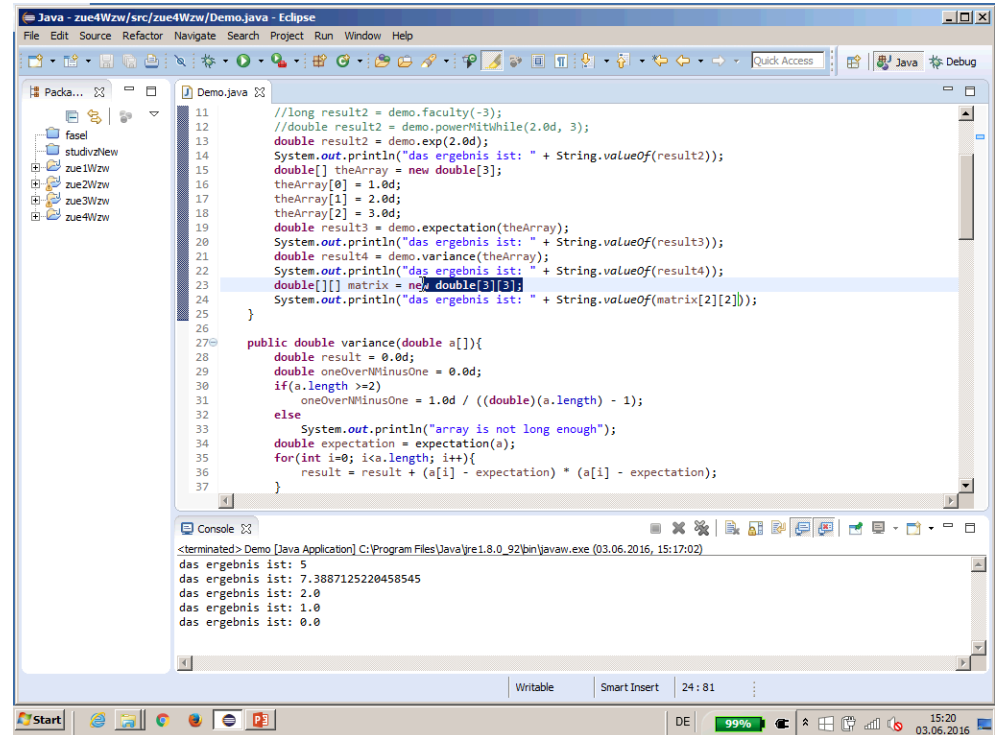 Java - zue4Wzw/src/zue4Wzw/Demo.java - Eclipse
File Edit Source Refactor Navigate Search Project Run Window Help
Quick Access Java Debug
Packa...
fasel
studivzNew
zue1Wzw
zue2Wzw
zue3Wzw
zue4Wzw
Demo.java
11 //long result2 = demo.faculty(-3);
12 //double result2 = demo.powerMitWhile(2.0d, 3);
13 double result2 = demo.exp(2.0d);
14 System.out.println("das ergebnis ist: " + String.valueOf(result2));
15 double[] theArray = new double[3];
16 theArray[0] = 1.0d;
17 theArray[1] = 2.0d;
18 theArray[2] = 3.0d;
19 double result3 = demo.expectation(theArray);
20 System.out.println("das ergebnis ist: " + String.valueOf(result3));
21 double result4 = demo.variance(theArray);
22 System.out.println("das ergebnis ist: " + String.valueOf(result4));
23 double[][] matrix = new double[3][3];
24 System.out.println("das ergebnis ist: " + String.valueOf(matrix[2][2]));
25 }
26
27 public double variance(double a[]){
28 double result = 0.0d;
29 double oneOverNMinusOne = 0.0d;
30 if(a.length >=2)
31 oneOverNMinusOne = 1.0d / ((double)(a.length) - 1);
32 else
33 System.out.println("array is not long enough");
34 double expectation = expectation(a);
35 for(int i=0; i<a.length; i++){
36 result = result + (a[i] - expectation) * (a[i] - expectation);
37 }
Console
<terminated> Demo [Java Application] C:\Program Files\Java\jre1.8.0_92\bin\javaw.exe (03.06.2016, 15:17:02)
das ergebnis ist: 5
das ergebnis ist: 7.3887125220458545
das ergebnis ist: 2.0
das ergebnis ist: 1.0
das ergebnis ist: 0.0
Writable Smart Insert 24 : 81
Start DE 99% 15:20
03.06.2016